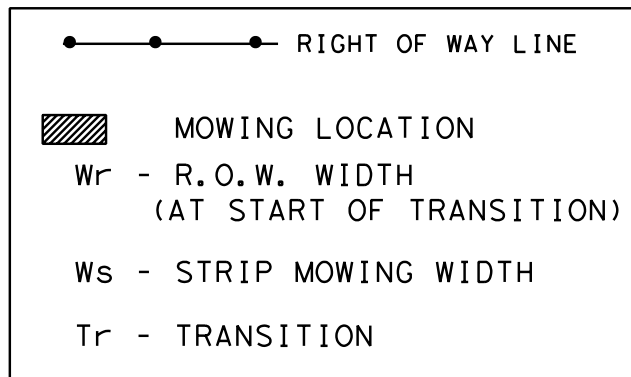 RIGHT OF WAY LINE
MOWING LOCATION
Wr - R.O.W. WIDTH
(AT START OF TRANSITION)
Ws - STRIP MOWING WIDTH
Tr - TRANSITION